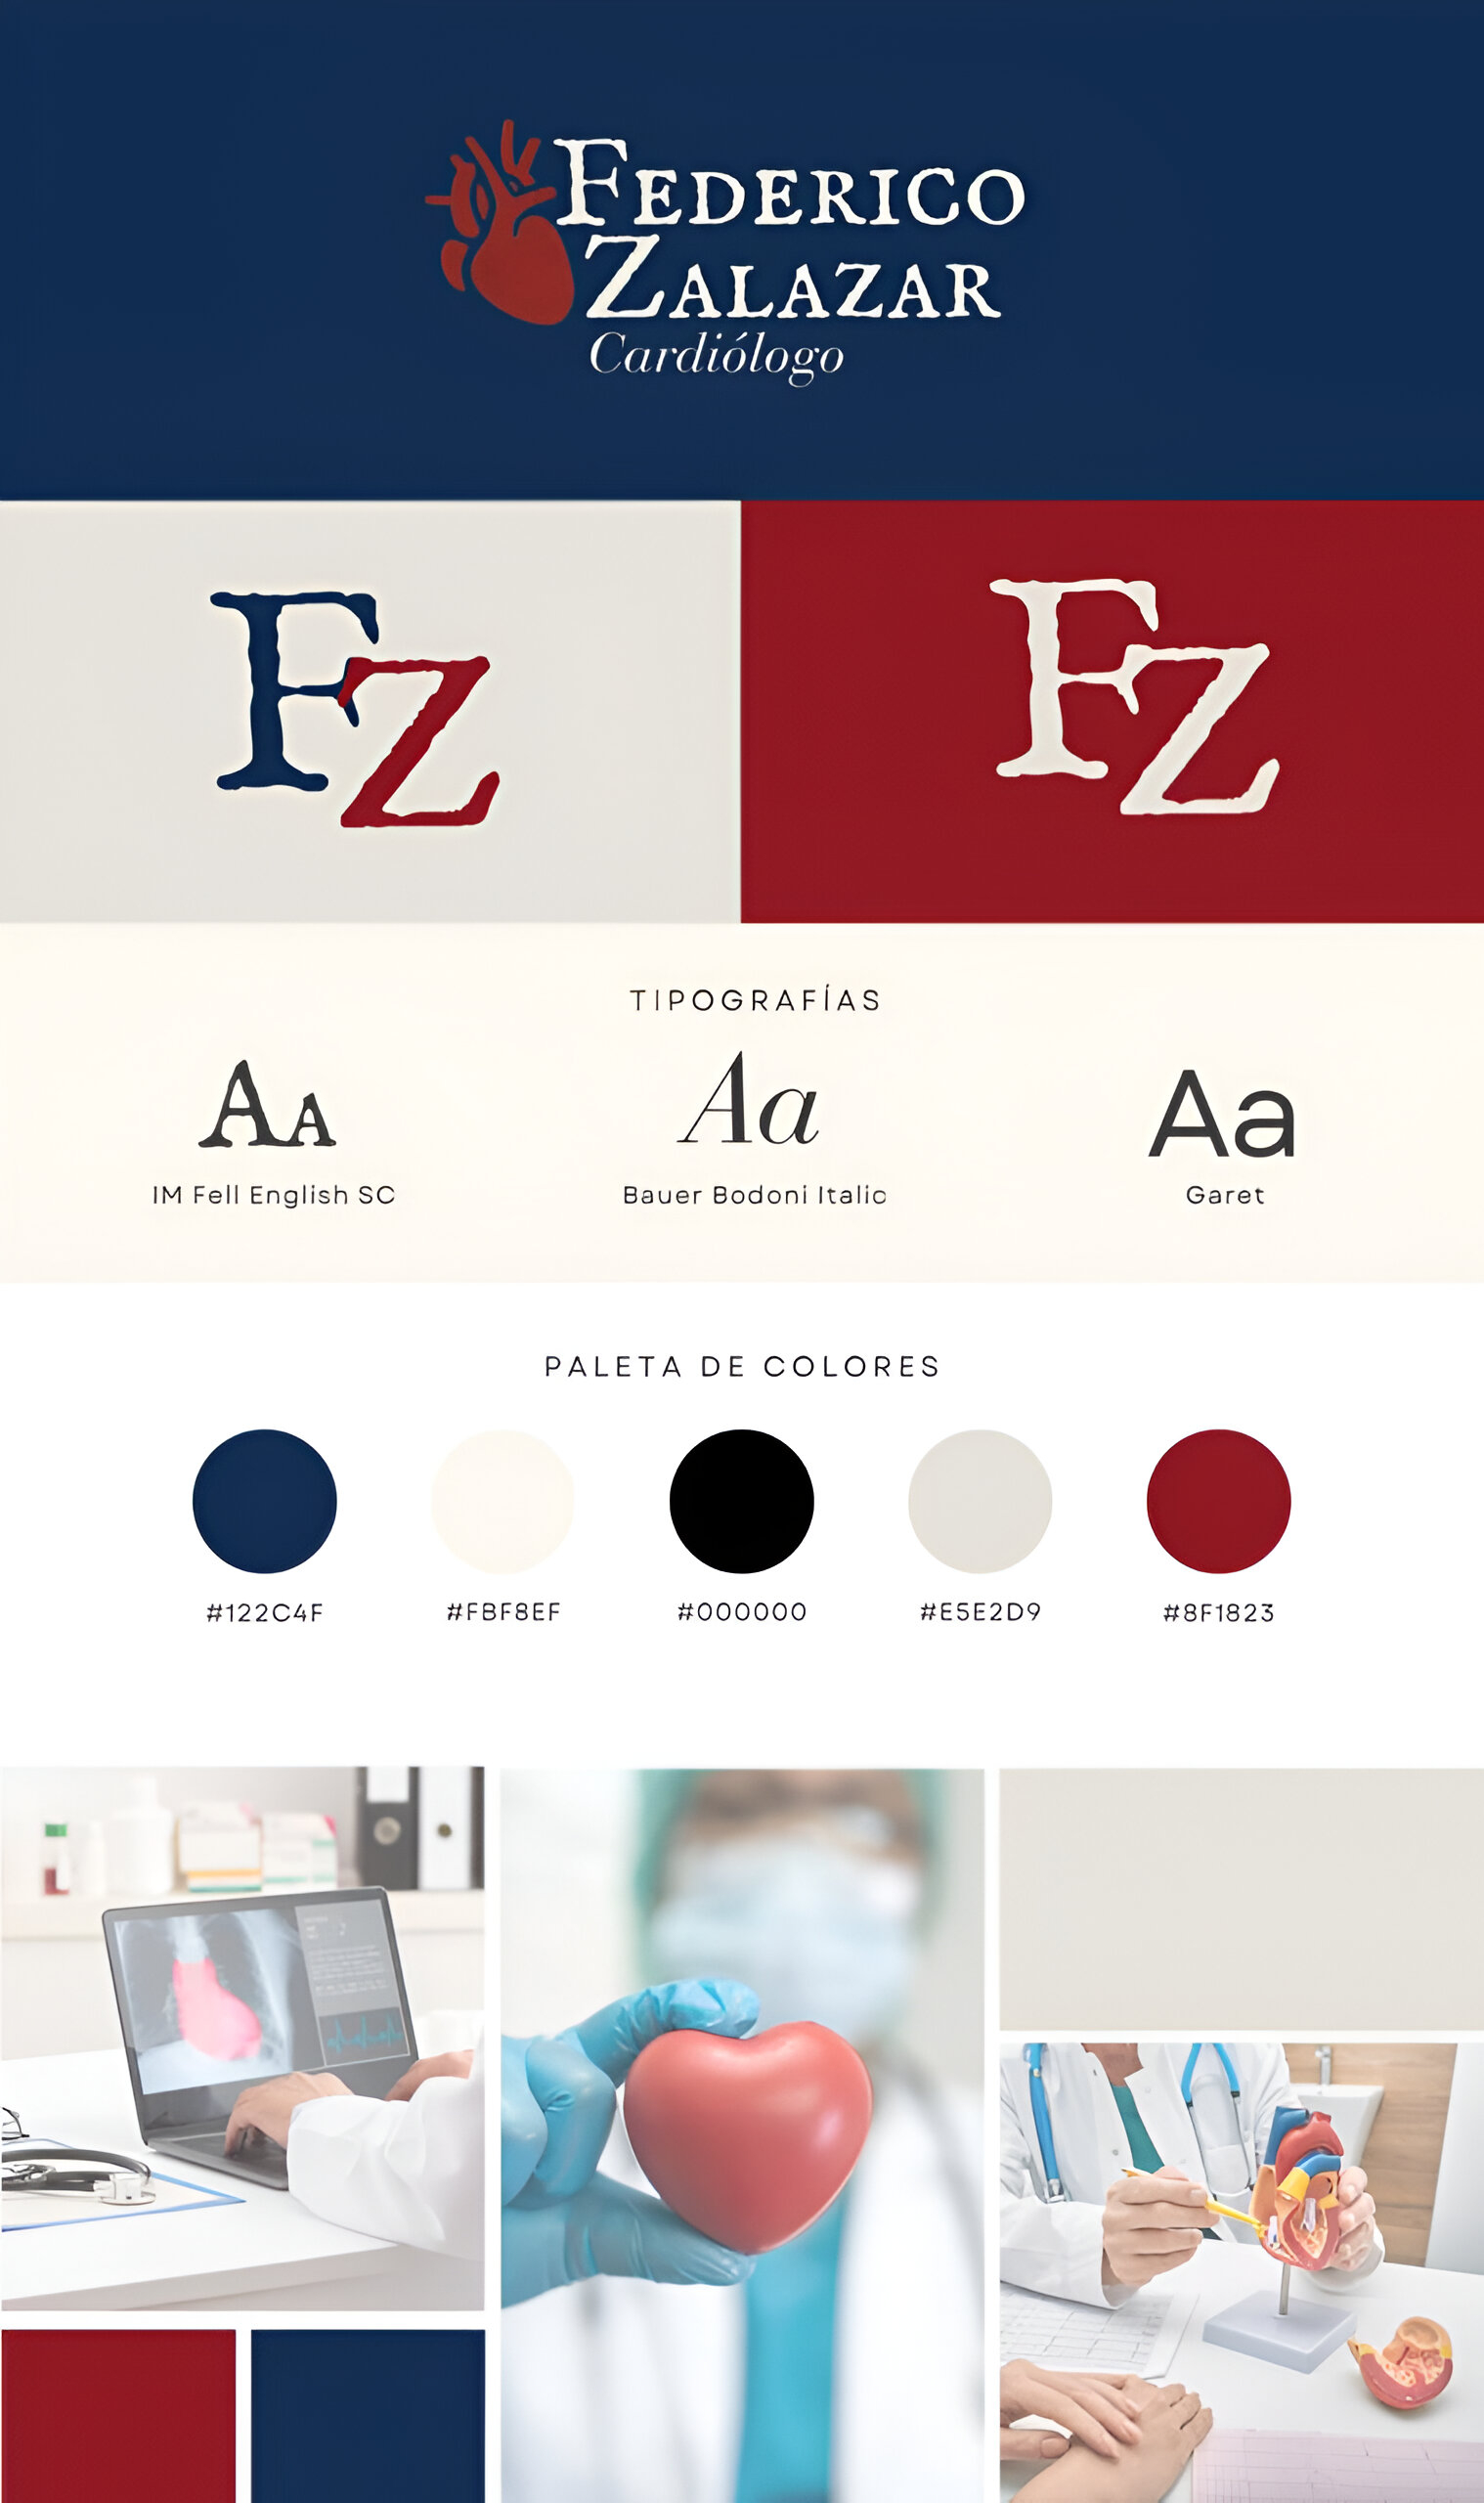 FEDERICO
ZALAZAR
Cardiólogo
FZ
FZ
TIPOGRAFÍAS
AA
Aa
Aa
IM Fell English SC
Bauer Bodoni Italic
Garet
PALETA DE COLORES
#122C4F
#FBF8EF
#000000
#E5E2D9
#8F1823